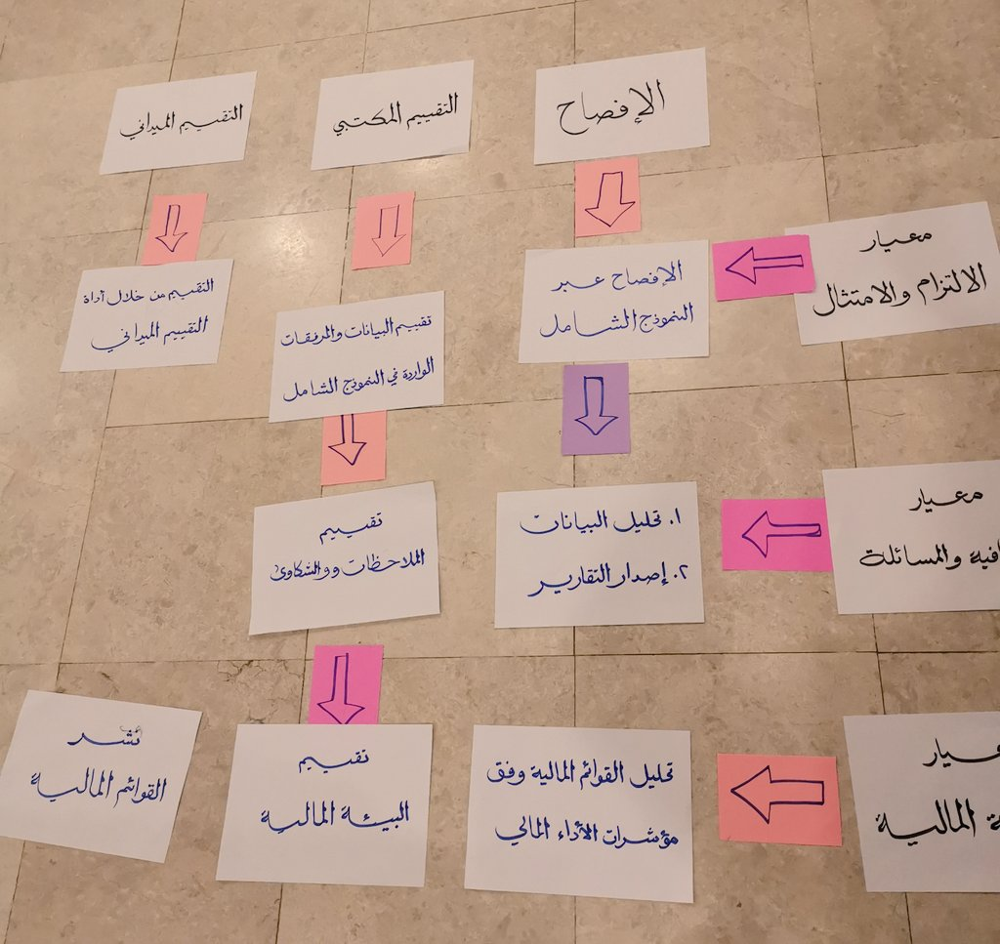 الإفصاح
التقييم المكتبي
التقييم الميداني
معيار
الالتزام والامتثال
الإفصاح عبر
النموذج الشامل
تقييم البيانات والمرفقات
الواردة في النموذج الشامل
التقييم من خلال أداة
التقييم الميداني
معيار
والمسائلة
١. تحليل البيانات
٢. إصدار التقارير
تقييم
الملاحظات ووالشكاوى
المالية
تحليل القوائم المالية وفق
مؤشرات الأداء المالي
تقييم
البيئة المالية
نشر
القوائم المالية